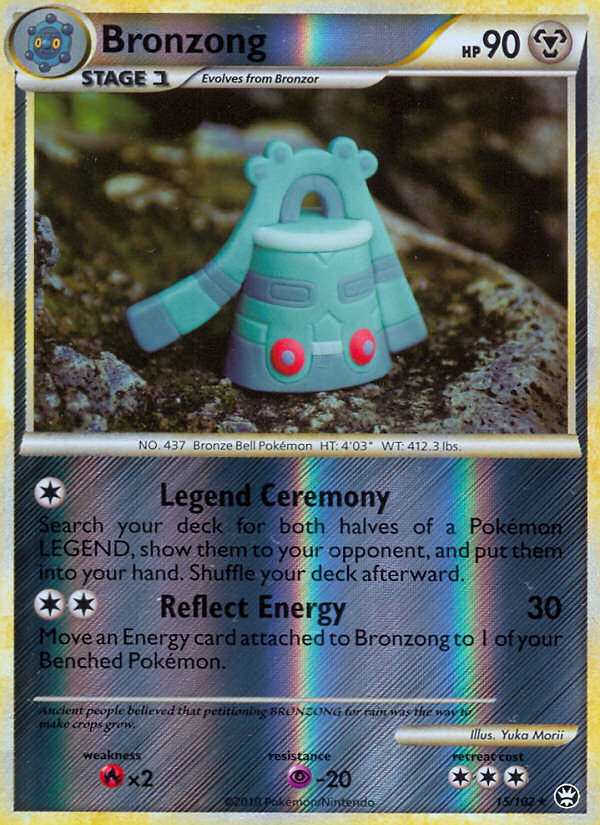 Bronzong
HP 90
STAGE 1
Evolves from Bronzor
NO. 437 Bronze Bell Pokémon HT: 4'03" WT: 412.3 lbs.
Legend Ceremony
Search your deck for both halves of a Pokémon
LEGEND, show them to your opponent, and put them
into your hand. Shuffle your deck afterward.
Reflect Energy 30
Move an Energy card attached to Bronzong to 1 of your
Benched Pokémon.
Ancient people believed that petitioning BRONZONG for rain was the way to
make crops grow.
Illus. Yuka Morii
weakness resistance retreat cost
×2 -20
©2010 Pokémon/Nintendo 15/102 ★